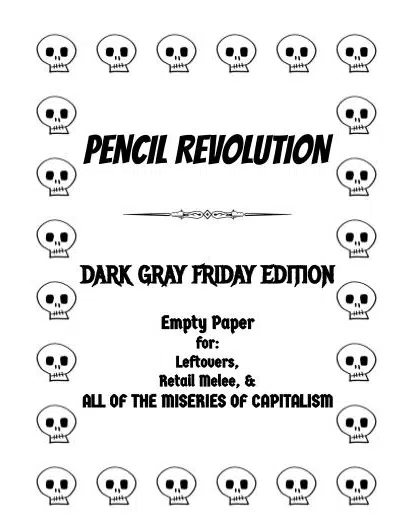 PENCIL REVOLUTION
DARK GRAY FRIDAY EDITION
Empty Paper
for:
Leftovers,
Retail Melee, &
ALL OF THE MISERIES OF CAPITALISM